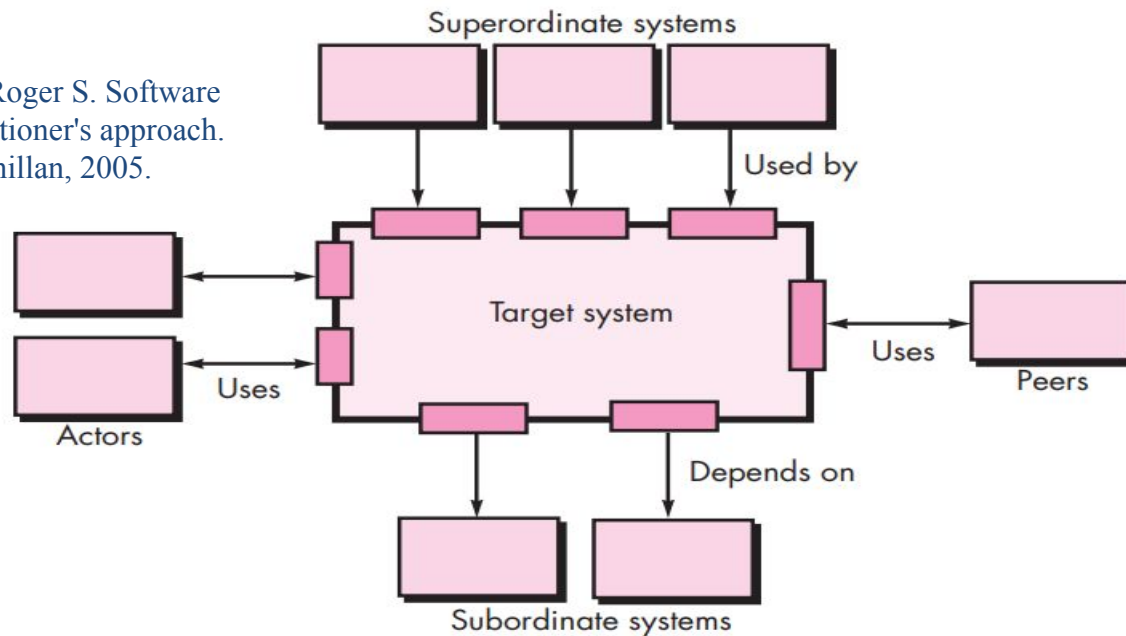 Superordinate systems
Roger S. Software
tioner's approach.
millan, 2005.
Used by
Target system
Uses
Uses
Actors
Peers
Depends on
Subordinate systems